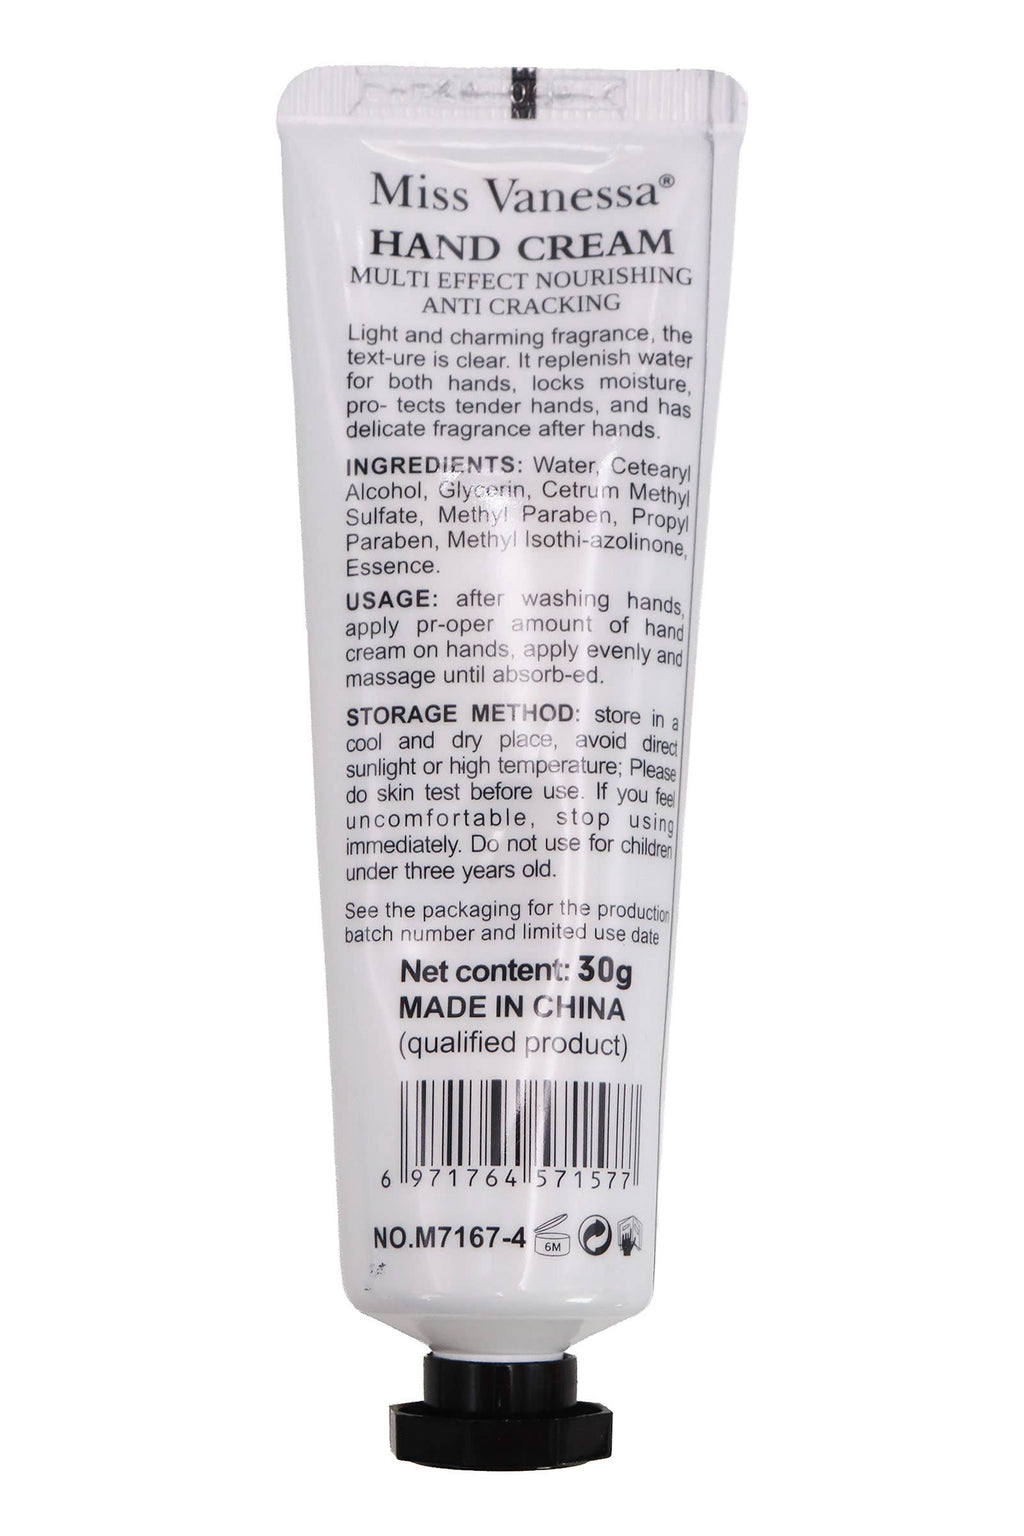 Miss Vanessa®
HAND CREAM
MULTI EFFECT NOURISHING
ANTI CRACKING
Light and charming fragrance, the
text-ure is clear. It replenish water
for both hands, locks moisture,
pro- tects tender hands, and has
delicate fragrance after hands.
INGREDIENTS: Water, Cetearyl
Alcohol, Glycerin, Cetrum Methyl
Sulfate, Methyl Paraben, Propyl
Paraben, Methyl Isothi-azolinone,
Essence.
USAGE: after washing hands,
apply pr-oper amount of hand
cream on hands, apply evenly and
massage until absorb-ed.
STORAGE METHOD: store in a
cool and dry place, avoid direct
sunlight or high temperature; Please
do skin test before use. If you feel
uncomfortable, stop using
immediately. Do not use for children
under three years old.
See the packaging for the production
batch number and limited use date
Net content: 30g
MADE IN CHINA
(qualified product)
6 971764 571577
NO.M7167-4 6M